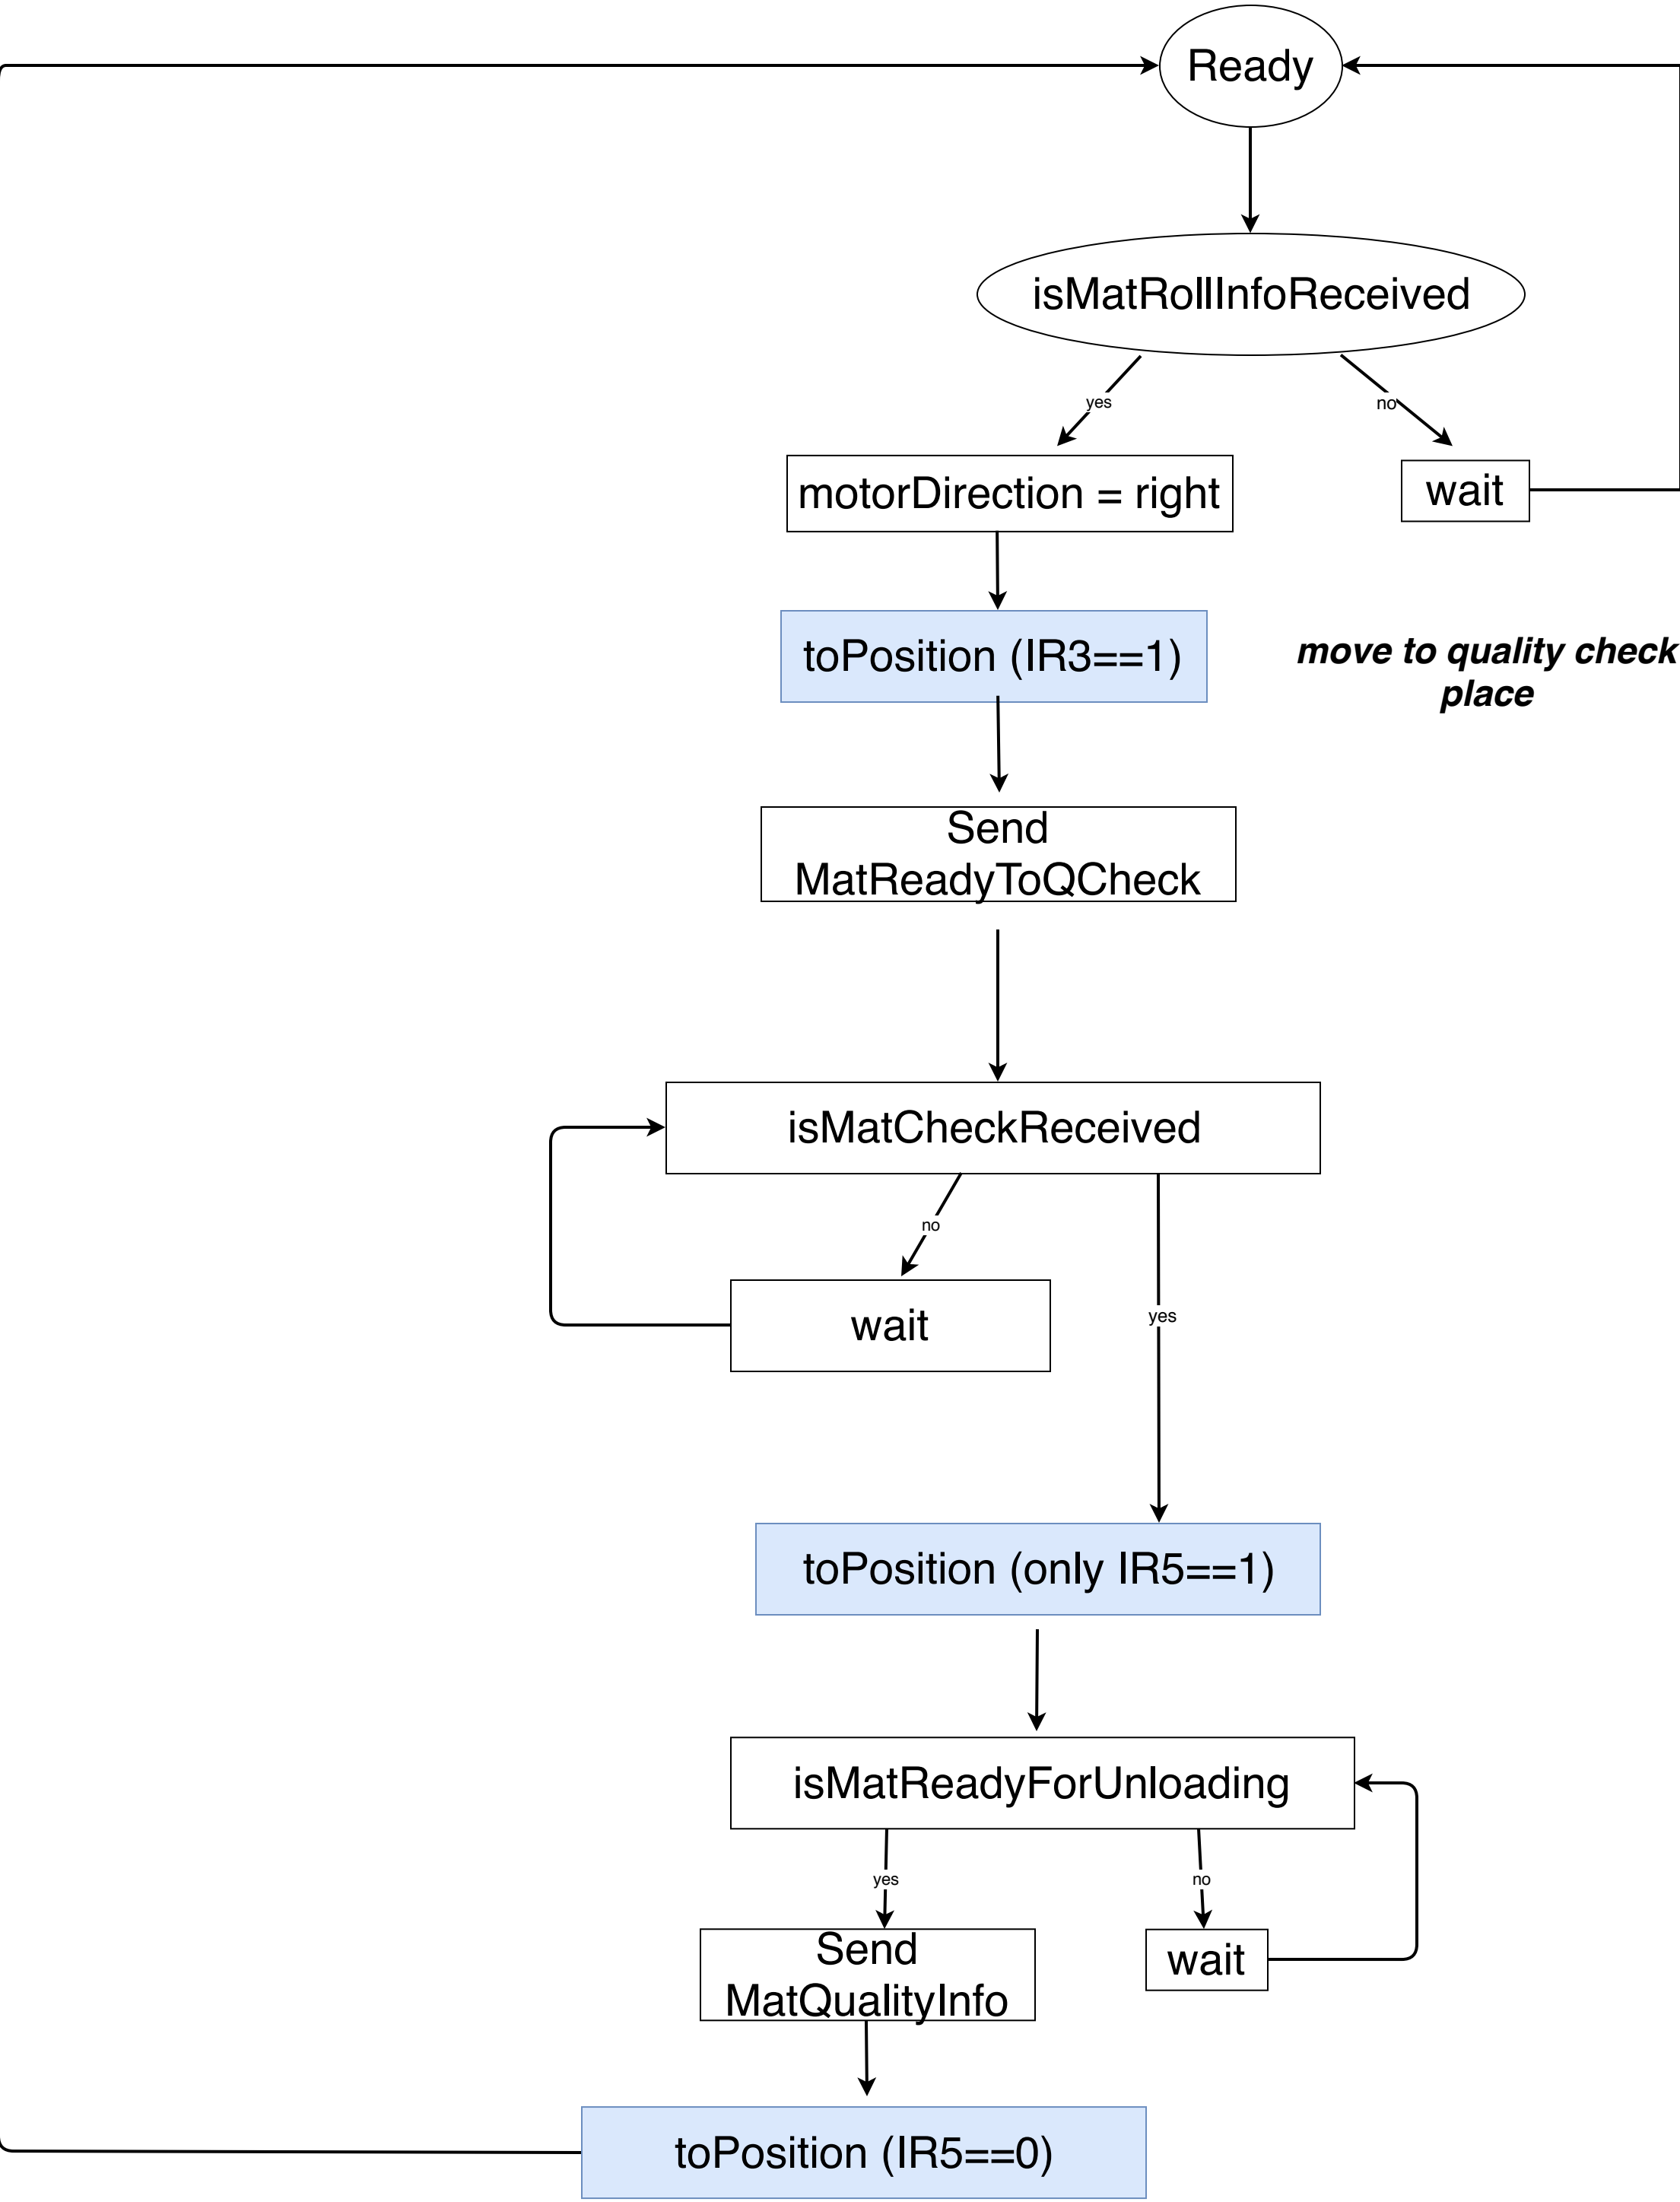 Ready
isMatRollInfoReceived
yes
no
motorDirection = right
wait
toPosition (IR3==1)
move to quality check
place
Send
MatReadyToQCheck
isMatCheckReceived
no
wait
yes
toPosition (only IR5==1)
isMatReadyForUnloading
yes
no
Send
MatQualityInfo
wait
toPosition (IR5==0)